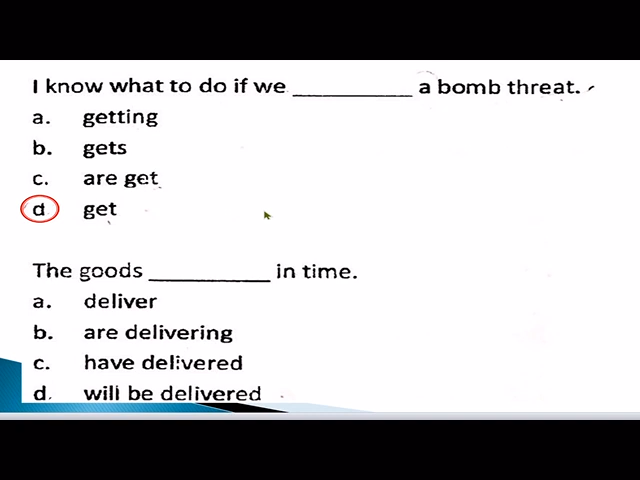 I know what to do if we __________ a bomb threat.
a. getting
b. gets
c. are get
d get
The goods __________ in time.
a. deliver
b. are delivering
c. have delivered
d. will be delivered